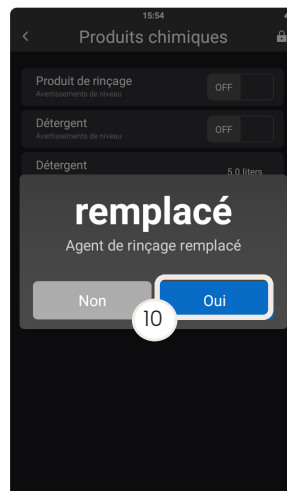 15:54
Produits chimiques
Produit de rinçage
Avertissements de niveau
OFF
Détergent
Avertissements de niveau
OFF
Détergent
5.0 liters
remplacé
Agent de rinçage remplacé
Non
Oui
10